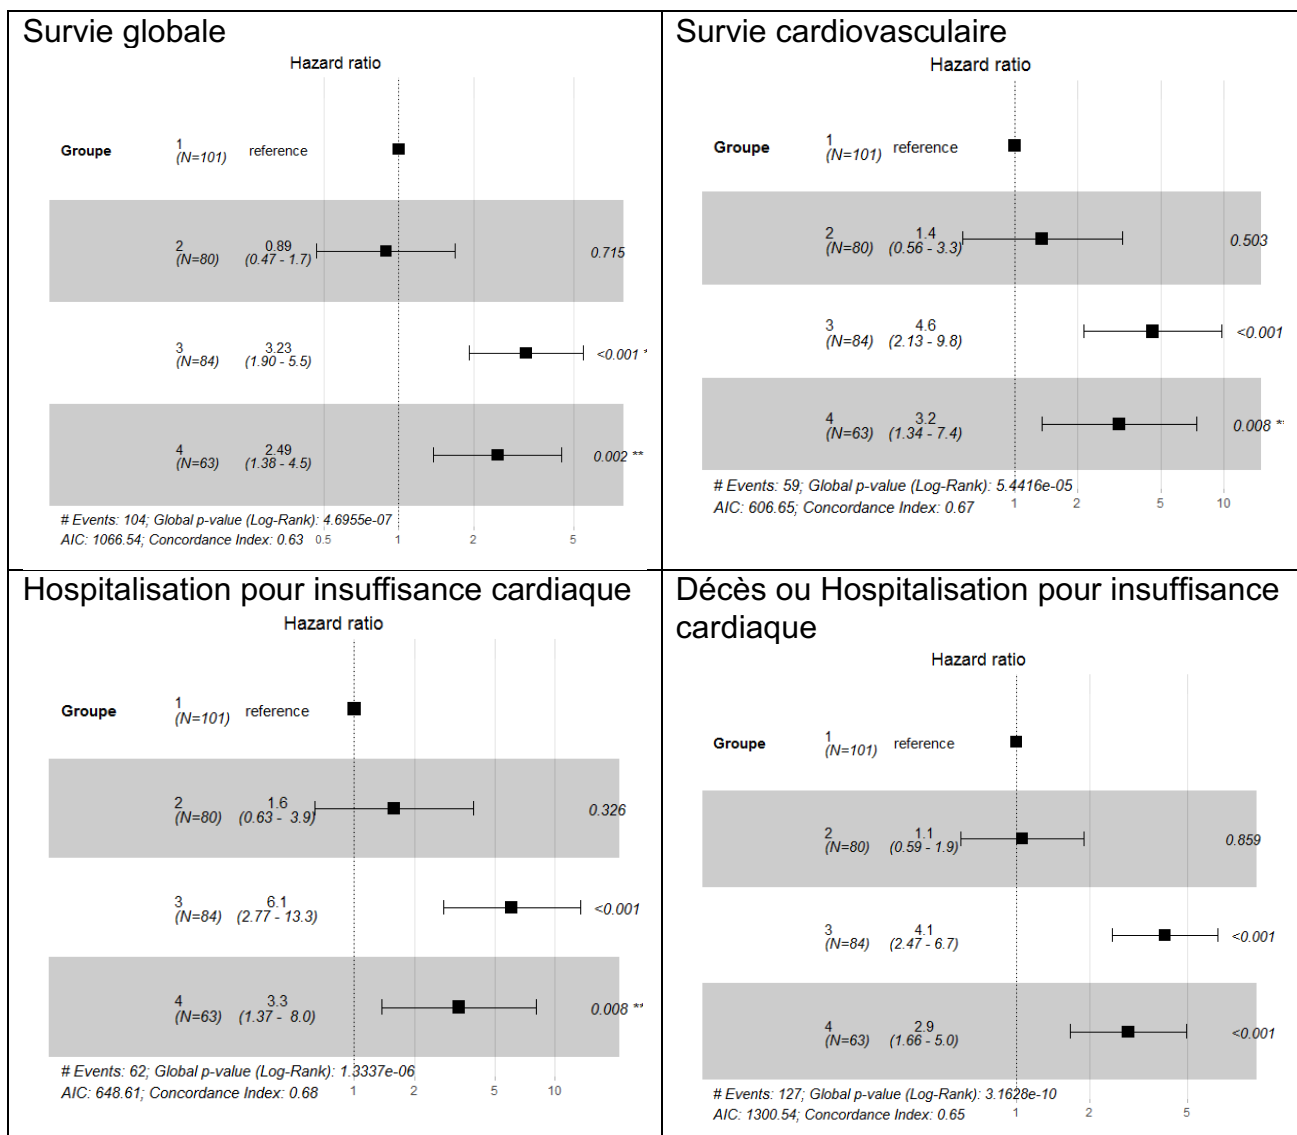 Survie globale
Hazard ratio
Groupe
1
(N=101) reference
2 0.89
(N=80) (0.47 - 1.7) 0.715
3 3.23
(N=84) (1.90 - 5.5) <0.001 *
4 2.49
(N=63) (1.38 - 4.5) 0.002 **
# Events: 104; Global p-value (Log-Rank): 4.6955e-07
AIC: 1066.54; Concordance Index: 0.63
0.5 1 2 5
Survie cardiovasculaire
Hazard ratio
Groupe
1
(N=101) reference
2 1.4
(N=80) (0.56 - 3.3) 0.503
3 4.6
(N=84) (2.13 - 9.8) <0.001
4 3.2
(N=63) (1.34 - 7.4) 0.008 **
# Events: 59; Global p-value (Log-Rank): 5.4416e-05
AIC: 606.65; Concordance Index: 0.67
1 2 5 10
Hospitalisation pour insuffisance cardiaque
Hazard ratio
Groupe
1
(N=101) reference
2 1.6
(N=80) (0.63 - 3.9) 0.326
3 6.1
(N=84) (2.77 - 13.3) <0.001
4 3.3
(N=63) (1.37 - 8.0) 0.008 **
# Events: 62; Global p-value (Log-Rank): 1.3337e-06
AIC: 648.61; Concordance Index: 0.68
1 2 5 10
Décès ou Hospitalisation pour insuffisance
cardiaque
Hazard ratio
Groupe
1
(N=101) reference
2 1.1
(N=80) (0.59 - 1.9) 0.859
3 4.1
(N=84) (2.47 - 6.7) <0.001
4 2.9
(N=63) (1.66 - 5.0) <0.001
# Events: 127; Global p-value (Log-Rank): 3.1628e-10
AIC: 1300.54; Concordance Index: 0.65
1 2 5